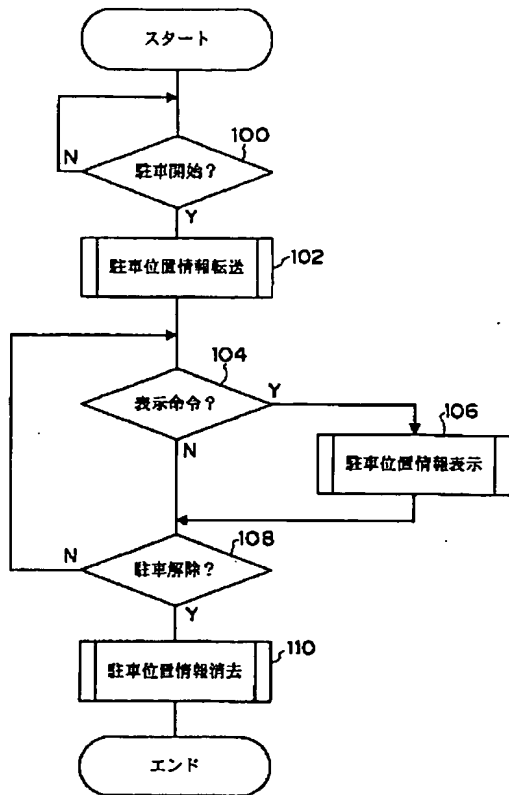 スタート
100
N
駐車開始?
Y
駐車位置情報転送
102
104
表示命令?
Y
106
N
駐車位置情報表示
108
N
駐車解除?
Y
110
駐車位置情報消去
エンド